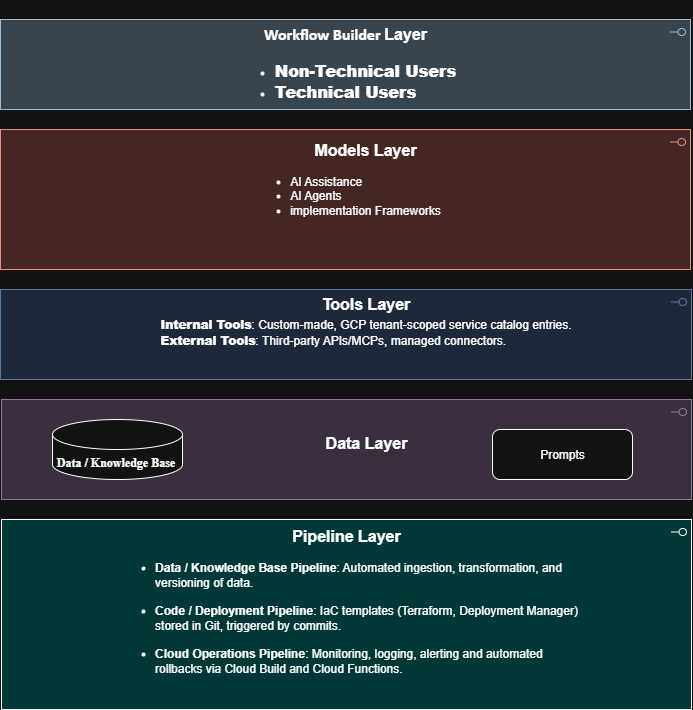 Workflow Builder Layer
• Non-Technical Users
• Technical Users
Models Layer
• AI Assistance
• AI Agents
• implementation Frameworks
Tools Layer
Internal Tools: Custom-made, GCP tenant-scoped service catalog entries.
External Tools: Third-party APIs/MCPs, managed connectors.
Data / Knowledge Base
Data Layer
Prompts
Pipeline Layer
• Data / Knowledge Base Pipeline: Automated ingestion, transformation, and
versioning of data.
• Code / Deployment Pipeline: IaC templates (Terraform, Deployment Manager)
stored in Git, triggered by commits.
• Cloud Operations Pipeline: Monitoring, logging, alerting and automated
rollbacks via Cloud Build and Cloud Functions.